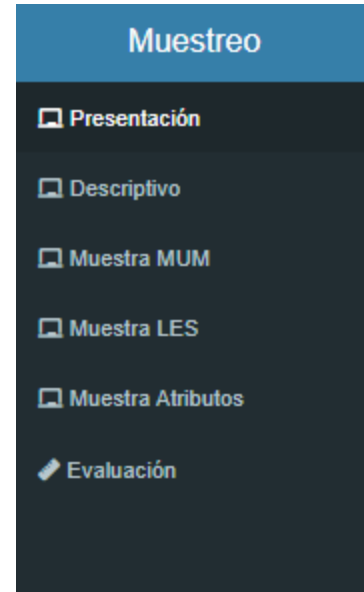 Muestreo
Presentación
Descriptivo
Muestra MUM
Muestra LES
Muestra Atributos
Evaluación